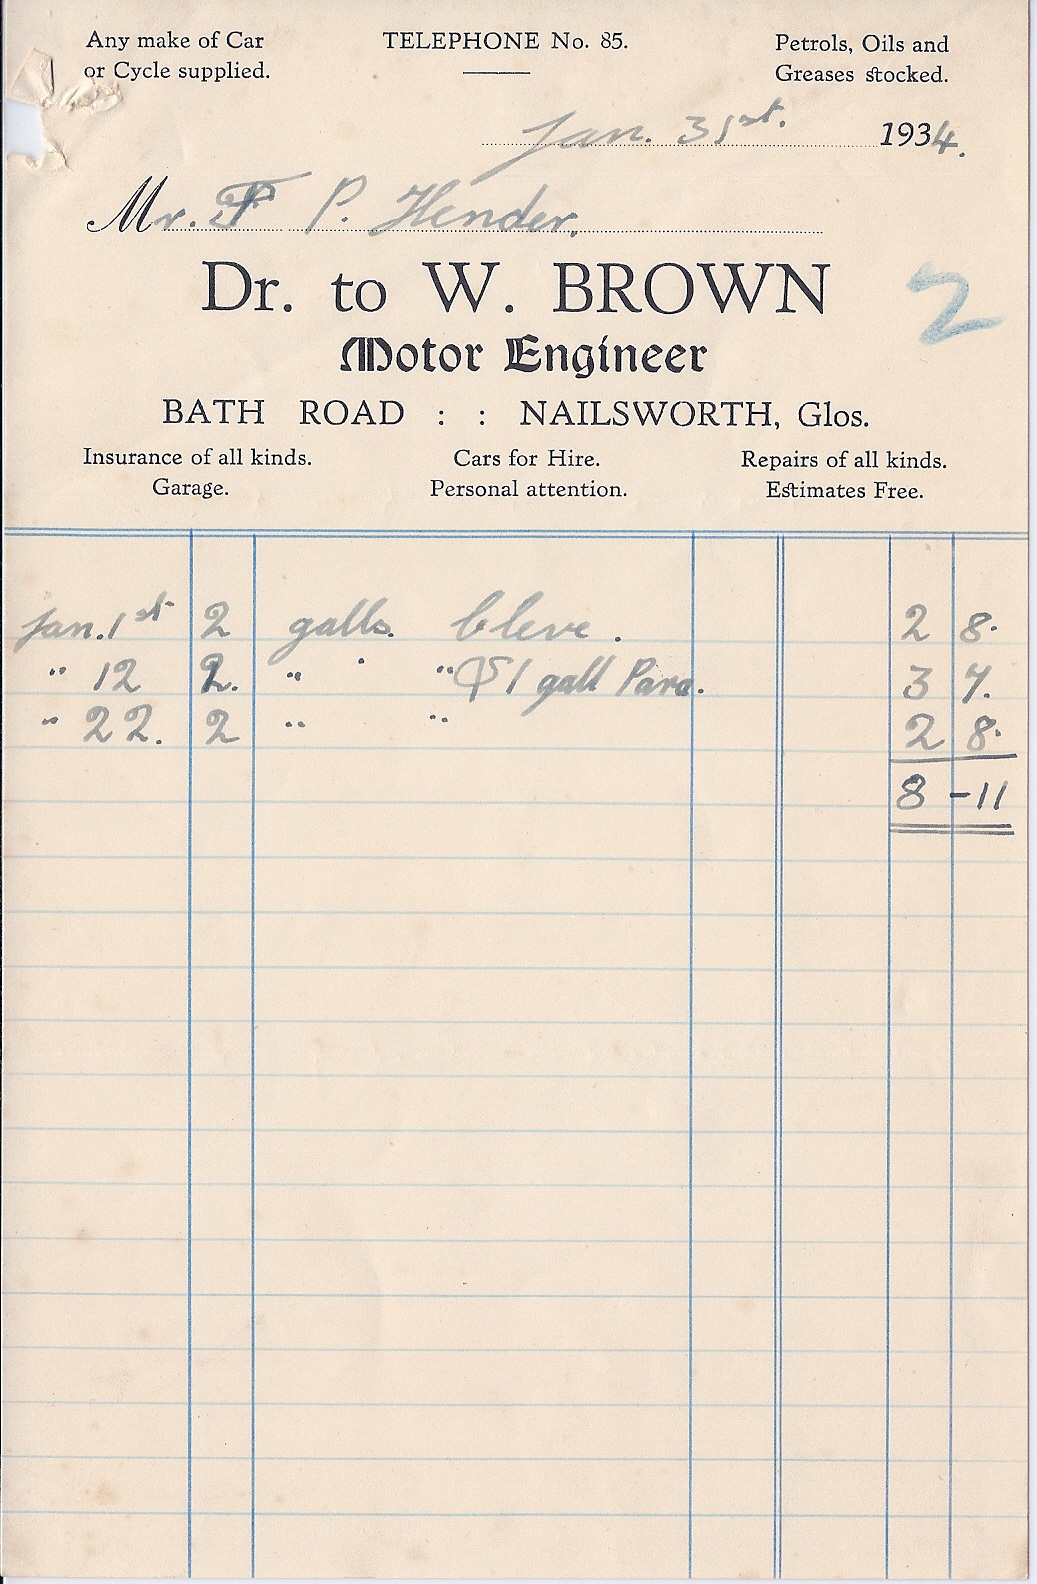 Any make of Car
or Cycle supplied.
TELEPHONE No. 85.
Petrols, Oils and
Greases stocked.
Jan. 31st. 1934.
Mr. F P. Hender.
Dr. to W. BROWN
2
Motor Engineer
BATH ROAD : : NAILSWORTH, Glos.
Insurance of all kinds.
Garage.
Cars for Hire.
Personal attention.
Repairs of all kinds.
Estimates Free.
Jan. 1st 2 galls. Cleve. 2 8.
" 12 2. " " & 1 gall Para. 3 7.
" 22. 2 " " 2 8.
8 - 11